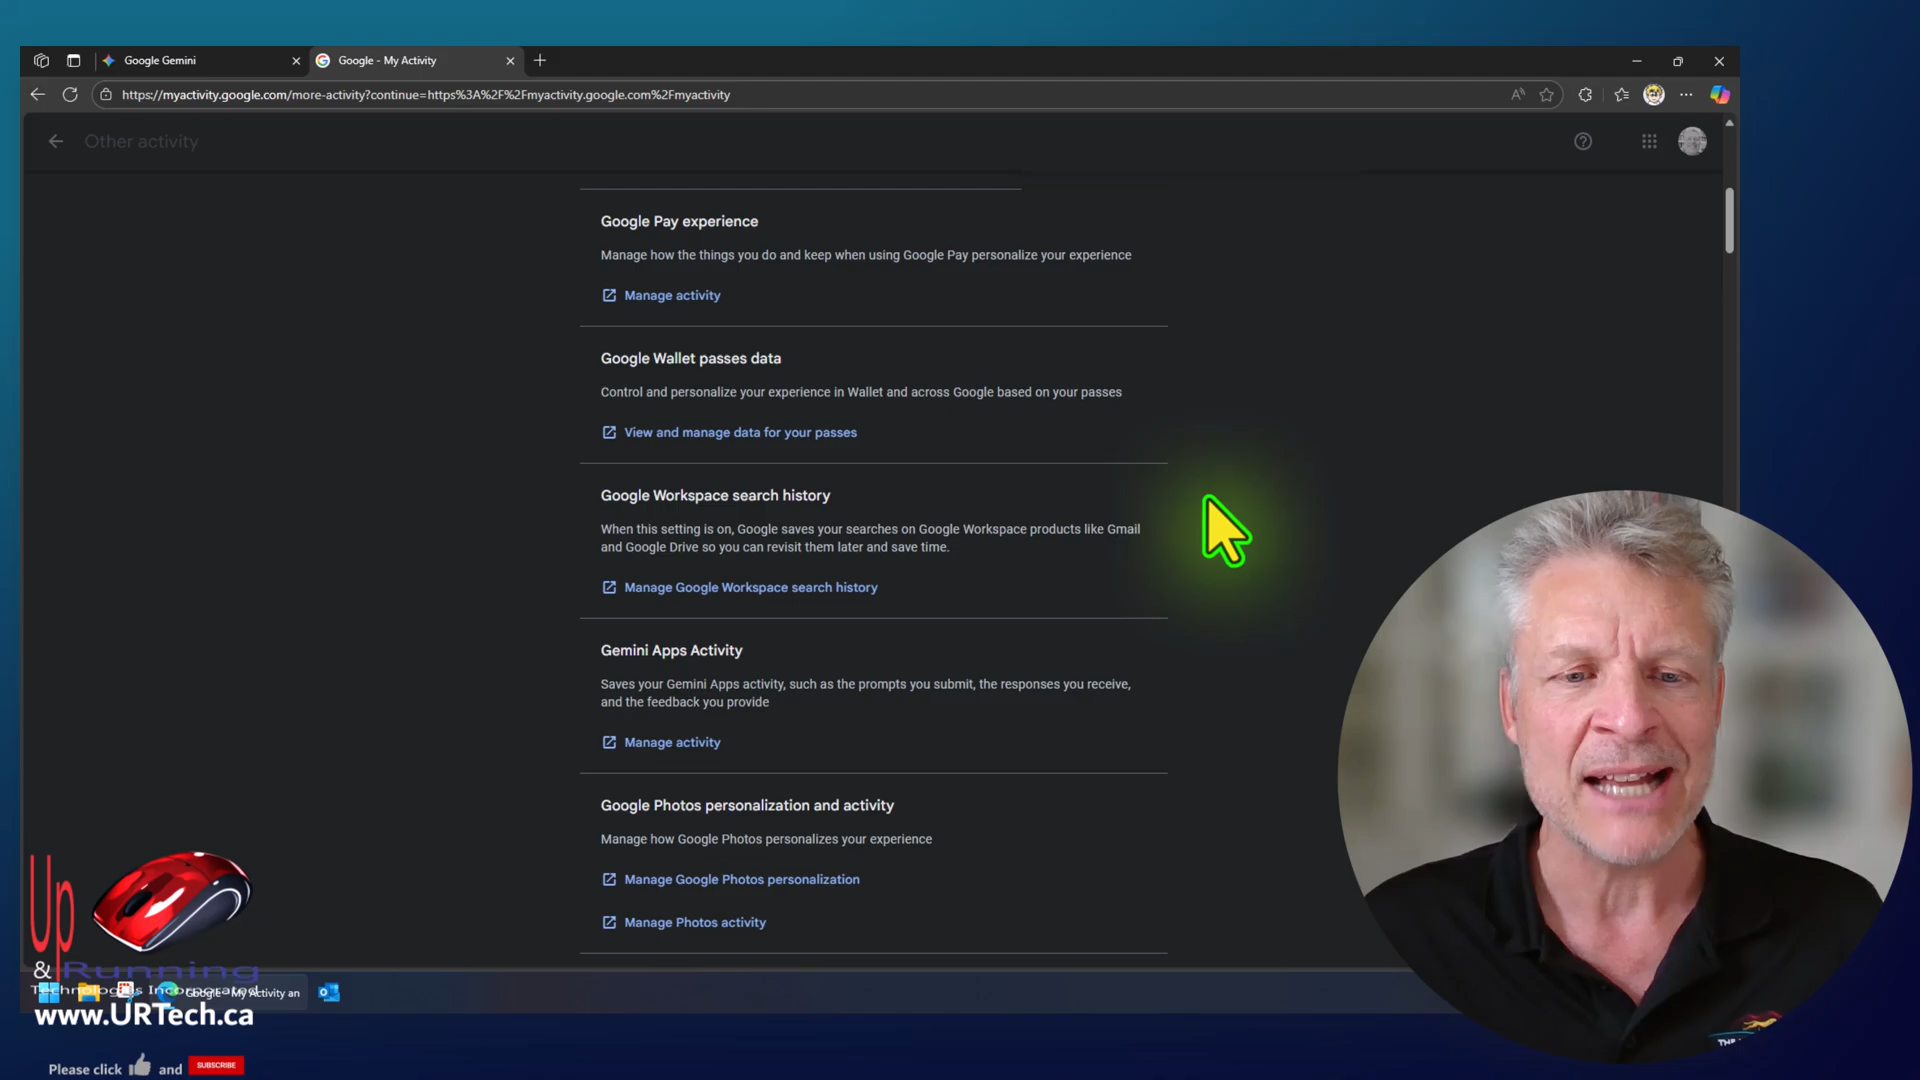 Google Gemini
Google - My Activity
https://myactivity.google.com/more-activity?continue=https%3A%2F%2Fmyactivity.google.com%2Fmyactivity
Other activity
Google Pay experience
Manage how the things you do and keep when using Google Pay personalize your experience
Manage activity
Google Wallet passes data
Control and personalize your experience in Wallet and across Google based on your passes
View and manage data for your passes
Google Workspace search history
When this setting is on, Google saves your searches on Google Workspace products like Gmail
and Google Drive so you can revisit them later and save time.
Manage Google Workspace search history
Gemini Apps Activity
Saves your Gemini Apps activity, such as the prompts you submit, the responses you receive,
and the feedback you provide
Manage activity
Google Photos personalization and activity
Manage how Google Photos personalizes your experience
Manage Google Photos personalization
Manage Photos activity
Up
& Running
Technologies Incorporated
Google - My Activity an
www.URTech.ca
Please click and SUBSCRIBE